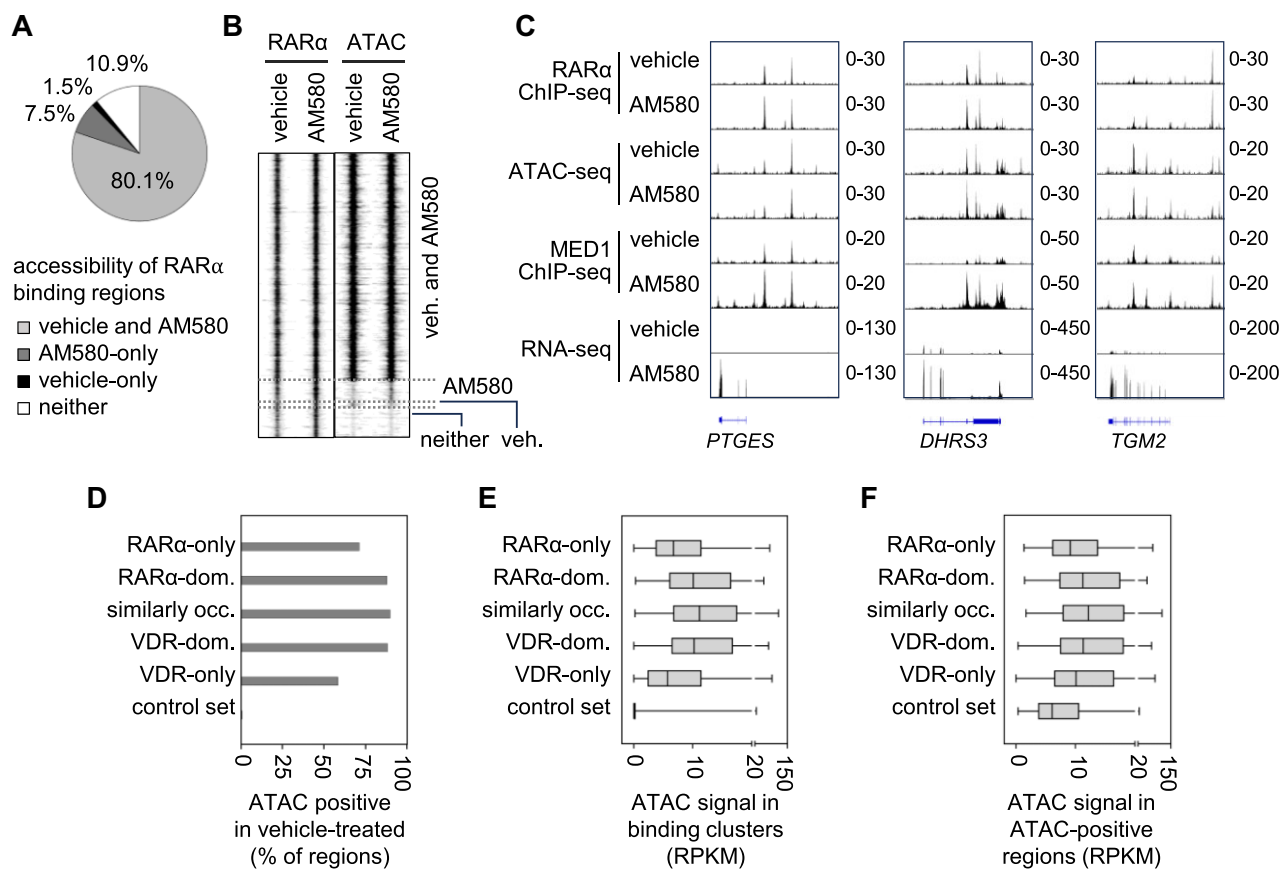 A
10.9%
1.5%
7.5%
80.1%
accessibility of RARα
binding regions
vehicle and AM580
AM580-only
vehicle-only
neither
B
RARα ATAC
vehicle
AM580
vehicle
AM580
veh. and AM580
AM580
neither veh.
C
RARα
ChIP-seq
vehicle
0-30 0-30 0-30
AM580
0-30 0-30 0-30
ATAC-seq
vehicle
0-30 0-30 0-20
AM580
0-30 0-30 0-20
MED1
ChIP-seq
vehicle
0-20 0-50 0-20
AM580
0-20 0-50 0-20
RNA-seq
vehicle
0-130 0-450 0-200
AM580
0-130 0-450 0-200
PTGES DHRS3 TGM2
D
RARα-only
RARα-dom.
similarly occ.
VDR-dom.
VDR-only
control set
0 25 50 75 100
ATAC positive
in vehicle-treated
(% of regions)
E
RARα-only
RARα-dom.
similarly occ.
VDR-dom.
VDR-only
control set
0 10 20 150
ATAC signal in
binding clusters
(RPKM)
F
RARα-only
RARα-dom.
similarly occ.
VDR-dom.
VDR-only
control set
0 10 20 150
ATAC signal in
ATAC-positive
regions (RPKM)